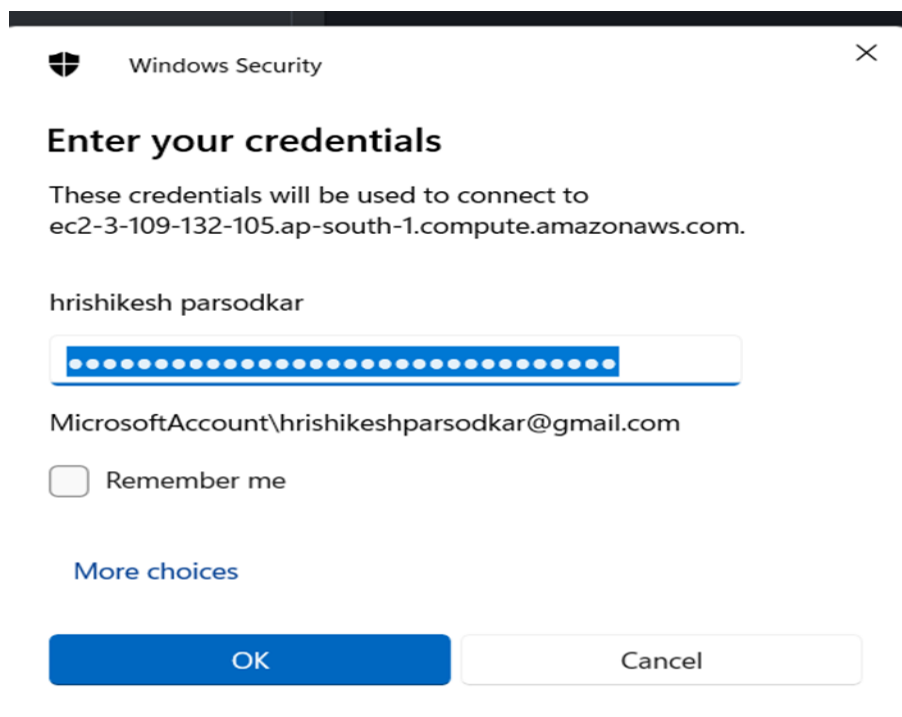 Windows Security
Enter your credentials
These credentials will be used to connect to
ec2-3-109-132-105.ap-south-1.compute.amazonaws.com.
hrishikesh parsodkar
••••••••••••••••••••••••••••••••
MicrosoftAccount\hrishikeshparsodkar@gmail.com
Remember me
More choices
OK
Cancel